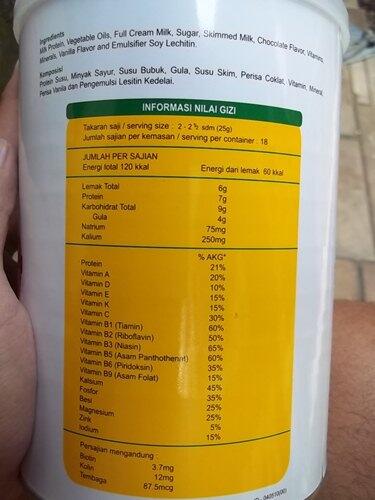 Ingredients
Milk Protein, Vegetable Oils, Full Cream Milk, Sugar, Skimmed Milk, Chocolate Flavor, Vitamins,
Minerals, Vanilla Flavor and Emulsifier Soy Lechitin.
Komposisi
Protein Susu, Minyak Sayur, Susu Bubuk, Gula, Susu Skim, Perisa Coklat, Vitamin, Mineral,
Perisa Vanila dan Pengemulsi Lesitin Kedelai.
INFORMASI NILAI GIZI
Takaran saji / serving size : 2 - 2 ½ sdm (25g)
Jumlah sajian per kemasan / serving per container : 18
JUMLAH PER SAJIAN
Energi total 120 kkal Energi dari lemak 60 kkal
Lemak Total 6g
Protein 7g
Karbohidrat Total 9g
Gula 4g
Natrium 75mg
Kalium 250mg
% AKG*
Protein 21%
Vitamin A 20%
Vitamin D 10%
Vitamin E 15%
Vitamin K 15%
Vitamin C 30%
Vitamin B1 (Tiamin) 60%
Vitamin B2 (Riboflavin) 50%
Vitamin B3 (Niasin) 65%
Vitamin B5 (Asam Panthothenat) 60%
Vitamin B6 (Piridoksin) 35%
Vitamin B9 (Asam Folat) 15%
Kalsium 45%
Fosfor 35%
Besi 25%
Magnesium 25%
Zink 5%
Iodium 15%
Persajian mengandung :
Biotin 3.7mg
Kolin 12mg
Tembaga 87.5mcg